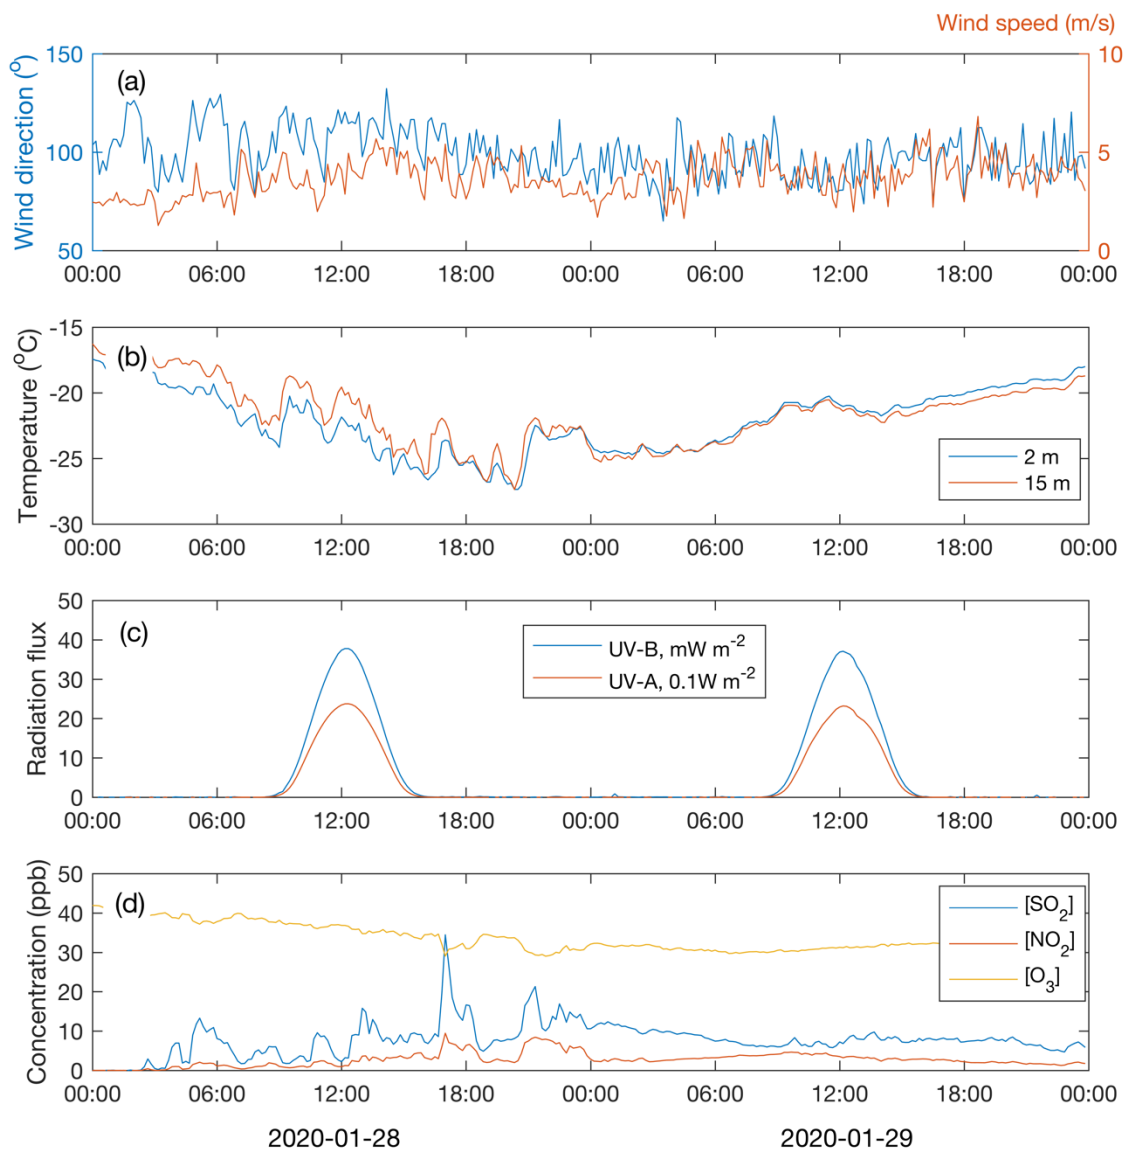 Wind speed (m/s)
Wind direction (°)
(a)
150
100
50
10
5
0
00:00 06:00 12:00 18:00 00:00 06:00 12:00 18:00 00:00
Temperature (°C)
(b)
-15
-20
-25
-30
2 m
15 m
00:00 06:00 12:00 18:00 00:00 06:00 12:00 18:00 00:00
Radiation flux
(c)
50
40
30
20
10
0
UV-B, mW m⁻²
UV-A, 0.1W m⁻²
00:00 06:00 12:00 18:00 00:00 06:00 12:00 18:00 00:00
Concentration (ppb)
(d)
50
40
30
20
10
0
[SO₂]
[NO₂]
[O₃]
00:00 06:00 12:00 18:00 00:00 06:00 12:00 18:00 00:00
2020-01-28 2020-01-29